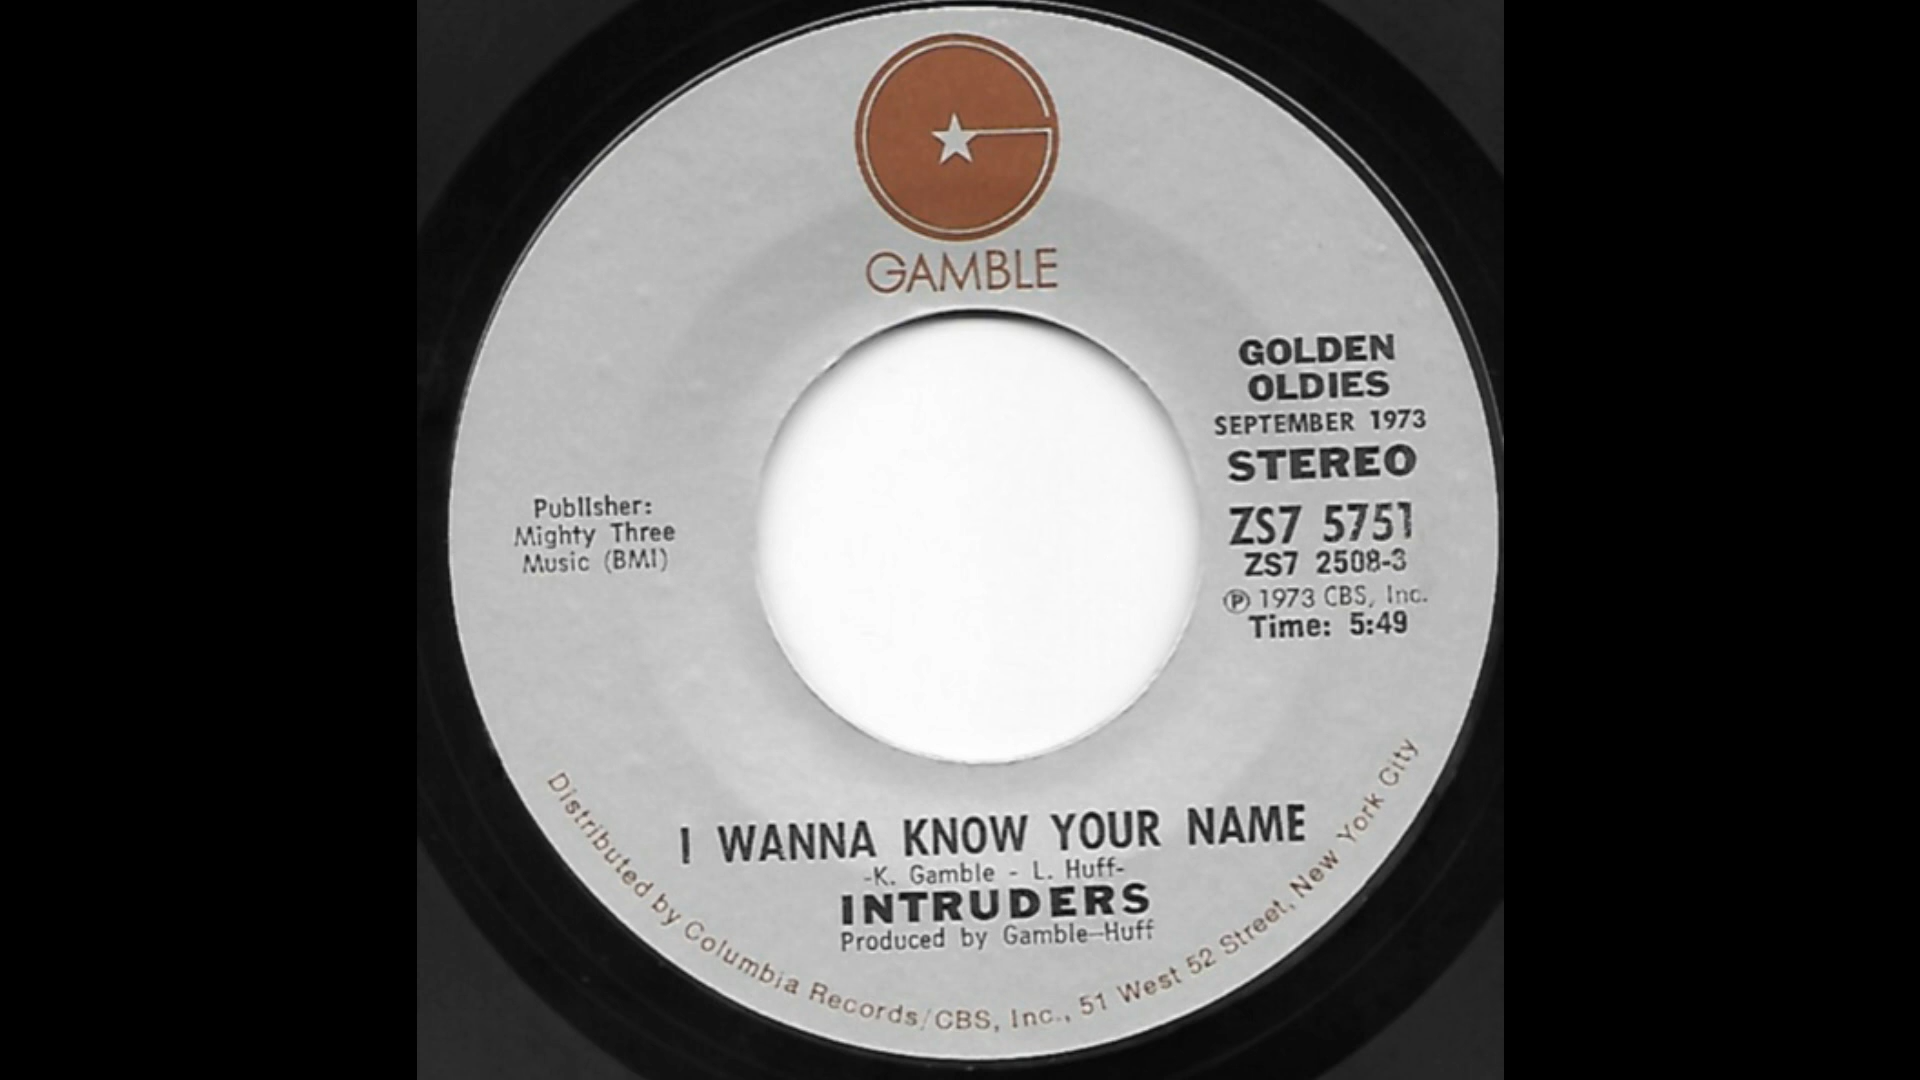 GAMBLE
GOLDEN
OLDIES
SEPTEMBER 1973
STEREO
ZS7 5751
ZS7 2508-3
Ⓟ 1973 CBS, Inc.
Time: 5:49
Publisher:
Mighty Three
Music (BMI)
I WANNA KNOW YOUR NAME
-K. Gamble - L. Huff-
INTRUDERS
Produced by Gamble-Huff
Distributed by Columbia Records/CBS, Inc., 51 West 52 Street, New York City